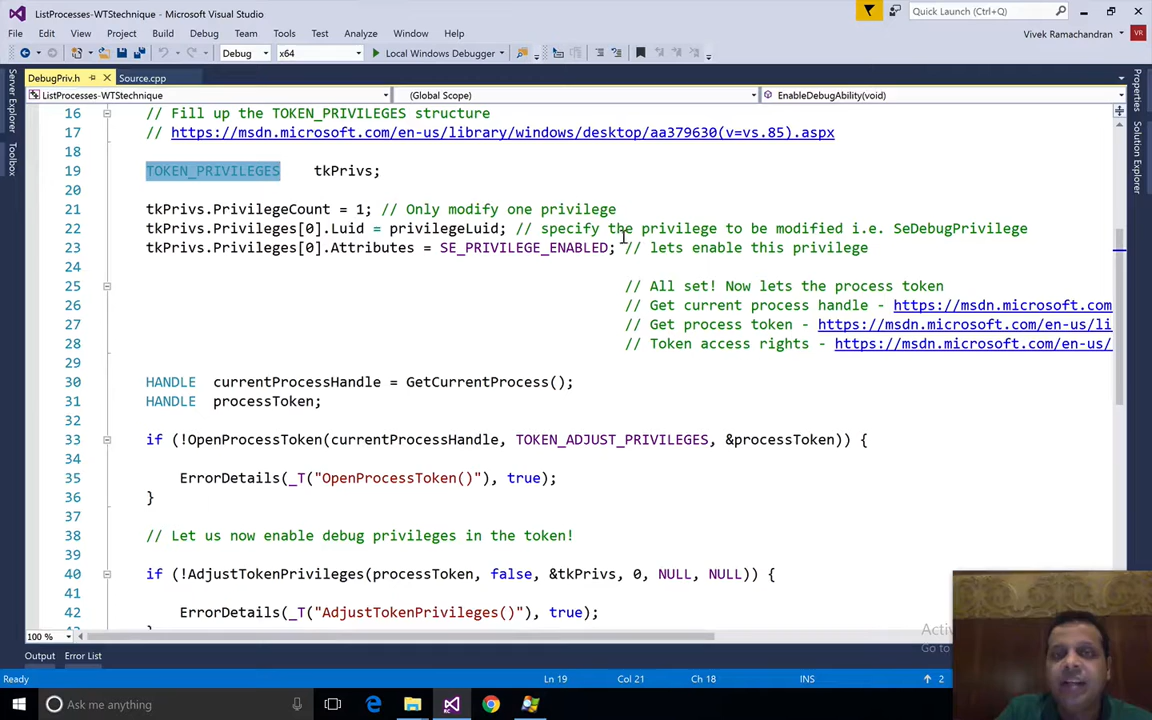 ListProcesses-WTStechnique - Microsoft Visual Studio
Quick Launch (Ctrl+Q)
File Edit View Project Build Debug Team Tools Test Analyze Window Help
Vivek Ramachandran VR
Debug x64 Local Windows Debugger
DebugPriv.h Source.cpp
ListProcesses-WTStechnique (Global Scope) EnableDebugAbility(void)
Server Explorer
Toolbox
Properties
Solution Explorer
16 // Fill up the TOKEN_PRIVILEGES structure
17 // https://msdn.microsoft.com/en-us/library/windows/desktop/aa379630(v=vs.85).aspx
18
19 TOKEN_PRIVILEGES tkPrivs;
20
21 tkPrivs.PrivilegeCount = 1; // Only modify one privilege
22 tkPrivs.Privileges[0].Luid = privilegeLuid; // specify the privilege to be modified i.e. SeDebugPrivilege
23 tkPrivs.Privileges[0].Attributes = SE_PRIVILEGE_ENABLED; // lets enable this privilege
24
25 // All set! Now lets the process token
26 // Get current process handle - https://msdn.microsoft.com
27 // Get process token - https://msdn.microsoft.com/en-us/li
28 // Token access rights - https://msdn.microsoft.com/en-us/
29
30 HANDLE currentProcessHandle = GetCurrentProcess();
31 HANDLE processToken;
32
33 if (!OpenProcessToken(currentProcessHandle, TOKEN_ADJUST_PRIVILEGES, &processToken)) {
34
35 ErrorDetails(_T("OpenProcessToken()"), true);
36 }
37
38 // Let us now enable debug privileges in the token!
39
40 if (!AdjustTokenPrivileges(processToken, false, &tkPrivs, 0, NULL, NULL)) {
41
42 ErrorDetails(_T("AdjustTokenPrivileges()"), true);
100 %
Output Error List
Ready Ln 19 Col 21 Ch 18 INS 2
Ask me anything